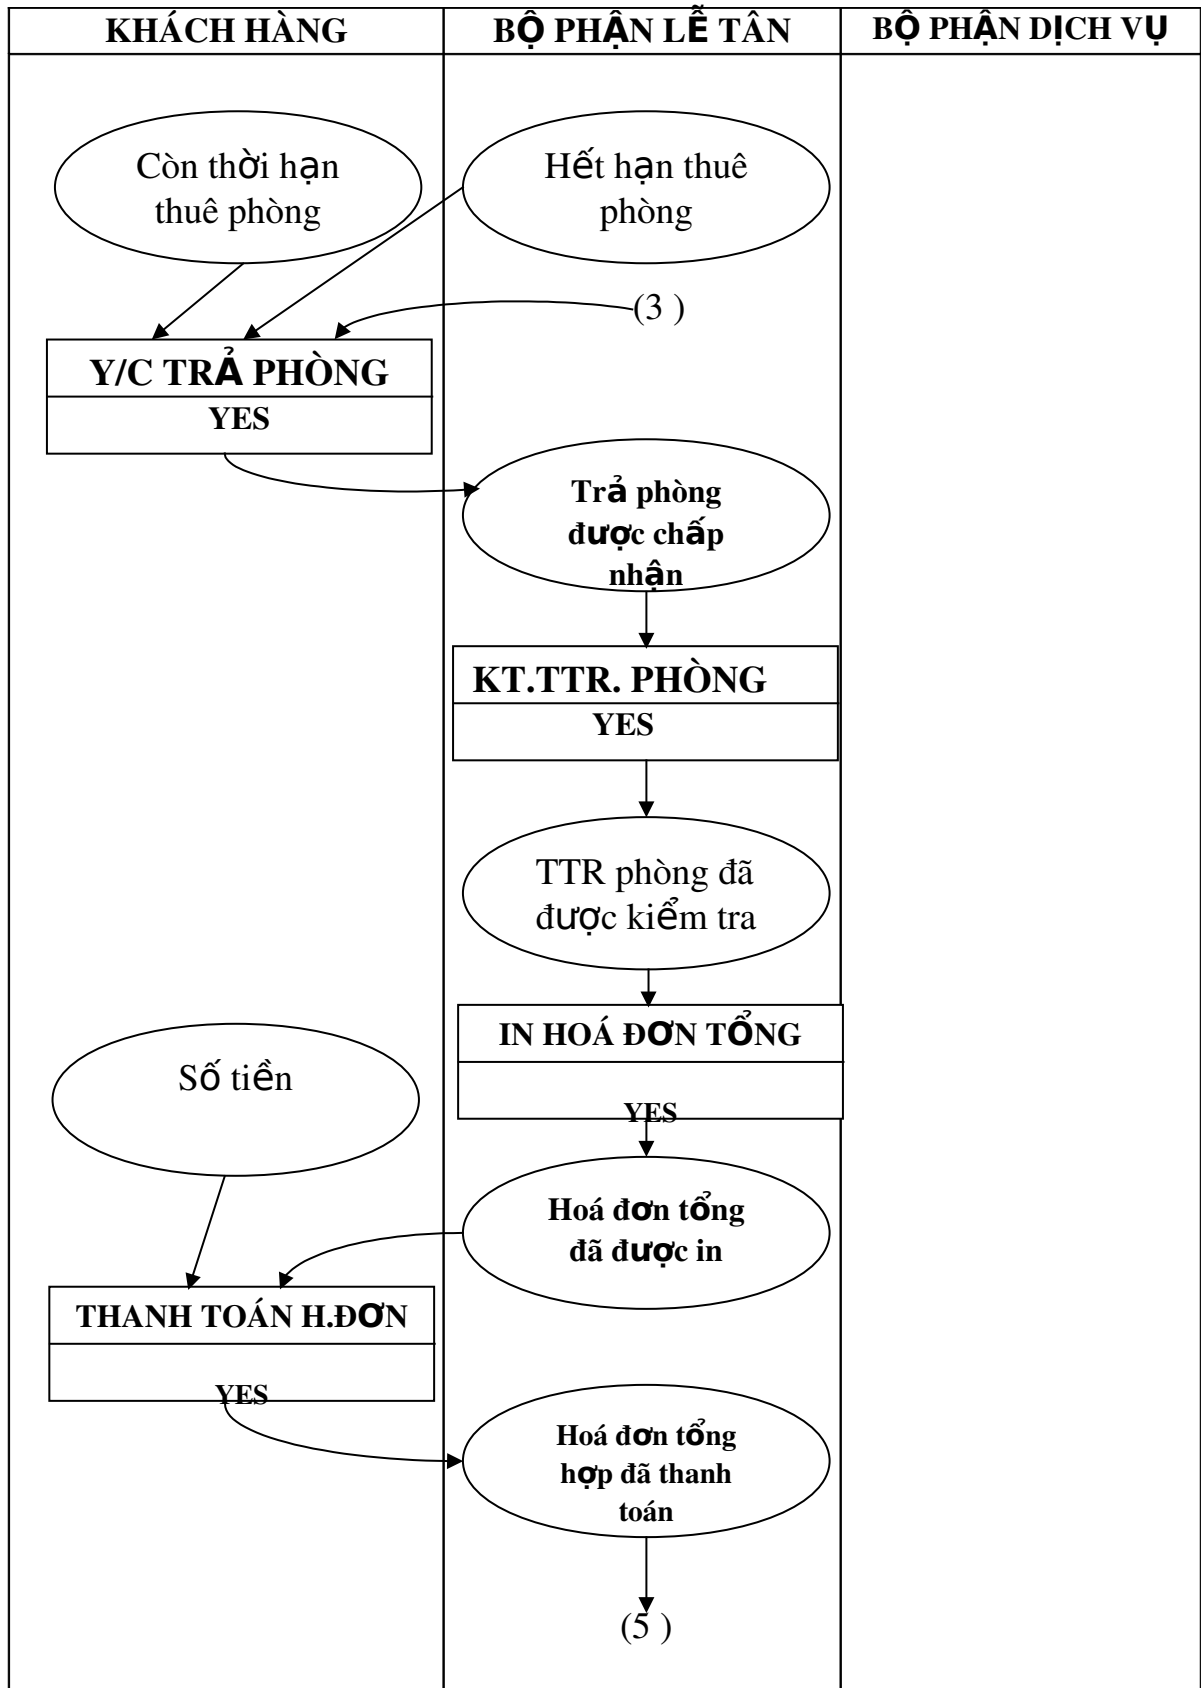 KHÁCH HÀNG
BỘ PHẬN LỄ TÂN
BỘ PHẬN DỊCH VỤ
Còn thời hạn
thuê phòng
Hết hạn thuê
phòng
(3 )
Y/C TRẢ PHÒNG
YES
Trả phòng
được chấp
nhận
KT.TTR. PHÒNG
YES
TTR phòng đã
được kiểm tra
IN HOÁ ĐƠN TỔNG
YES
Số tiền
Hoá đơn tổng
đã được in
THANH TOÁN H.ĐƠN
YES
Hoá đơn tổng
hợp đã thanh
toán
(5 )